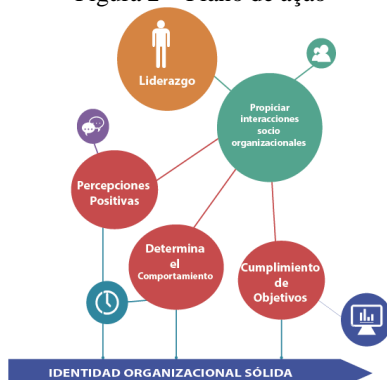 Figura 2 – Plano de ação
Liderazgo
Propiciar
interacciones
socio
organizacionales
Percepciones
Positivas
Determina
el
Comportamiento
Cumplimiento
de
Objetivos
IDENTIDAD ORGANIZACIONAL SÓLIDA